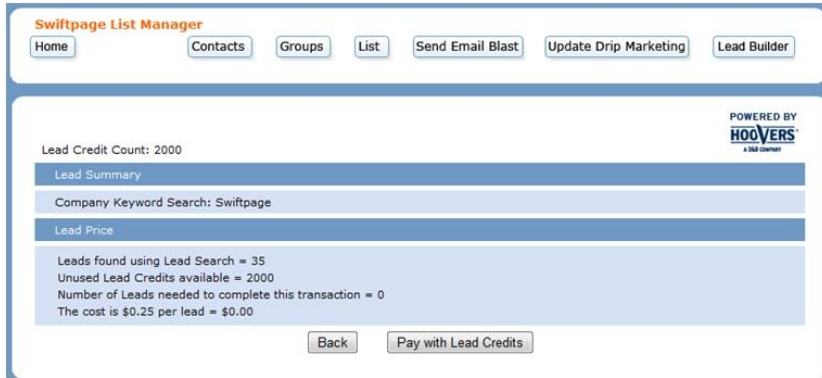 Swiftpage List Manager
Home Contacts Groups List Send Email Blast Update Drip Marketing Lead Builder
POWERED BY
HOOVERS
A D&B COMPANY
Lead Credit Count: 2000
Lead Summary
Company Keyword Search: Swiftpage
Lead Price
Leads found using Lead Search = 35
Unused Lead Credits available = 2000
Number of Leads needed to complete this transaction = 0
The cost is $0.25 per lead = $0.00
Back Pay with Lead Credits